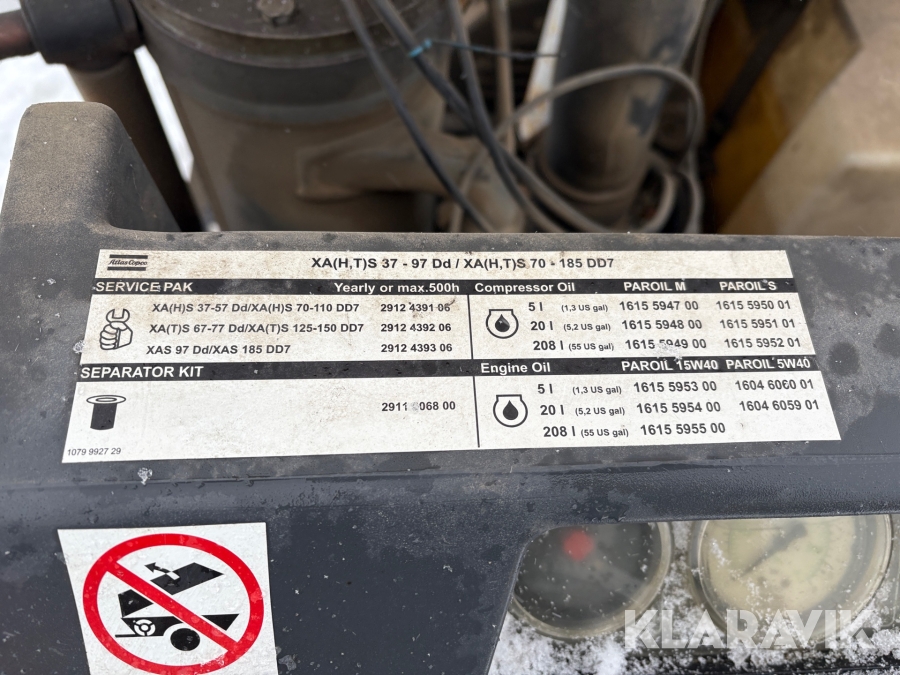 Atlas Copco
XA(H,T)S 37 - 97 Dd / XA(H,T)S 70 - 185 DD7
SERVICE PAK Yearly or max.500h
XA(H)S 37-57 Dd/XA(H)S 70-110 DD7 2912 4391 06
XA(T)S 67-77 Dd/XA(T)S 125-150 DD7 2912 4392 06
XAS 97 Dd/XAS 185 DD7 2912 4393 06
Compressor Oil PAROIL M PAROIL S
5 l (1,3 US gal) 1615 5947 00 1615 5950 01
20 l (5,2 US gal) 1615 5948 00 1615 5951 01
208 l (55 US gal) 1615 5949 00 1615 5952 01
SEPARATOR KIT
2911 068 00
1079 9927 29
Engine Oil PAROIL 15W40 PAROIL 5W40
5 l (1,3 US gal) 1615 5953 00 1604 6060 01
20 l (5,2 US gal) 1615 5954 00 1604 6059 01
208 l (55 US gal) 1615 5955 00
KLARAVIK